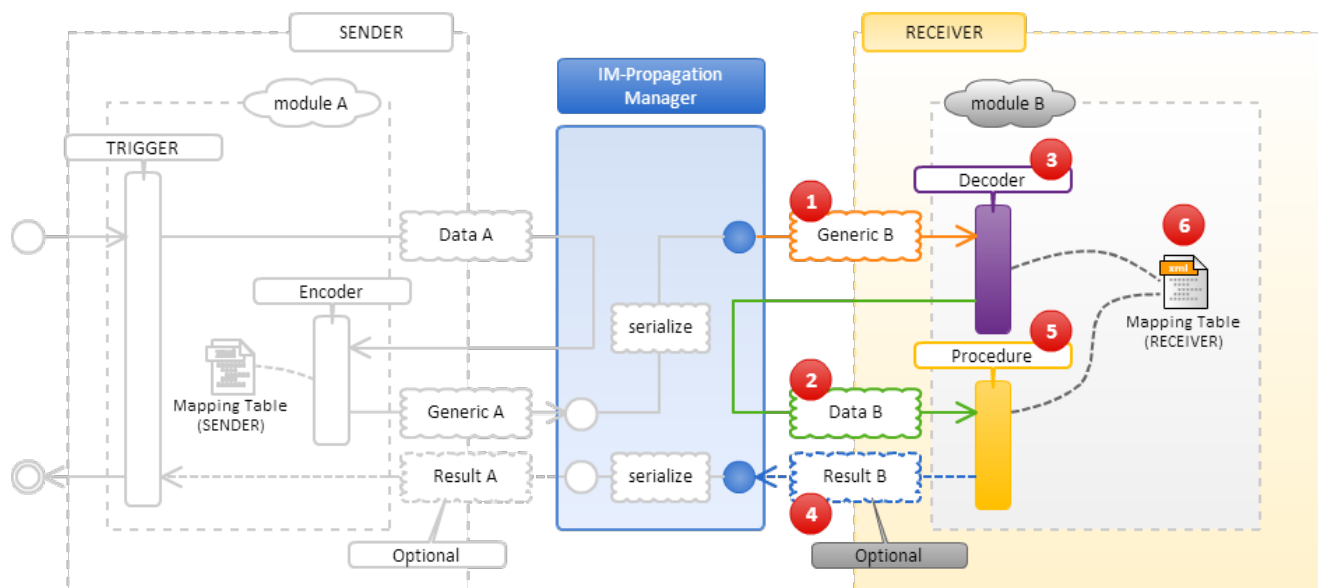 SENDER
RECEIVER
IM-Propagation
Manager
module A
module B
TRIGGER
3
Decoder
1
Data A
Generic B
6
xml
Encoder
serialize
Mapping Table
(RECEIVER)
5
Procedure
2
Mapping Table
(SENDER)
Generic A
Data B
Result A
serialize
Result B
4
Optional
Optional